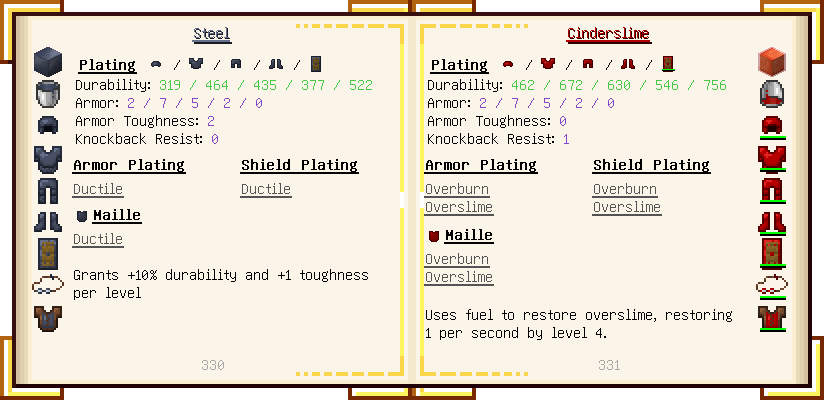 Steel
Plating / / / /
Durability: 319 / 464 / 435 / 377 / 522
Armor: 2 / 7 / 5 / 2 / 0
Armor Toughness: 2
Knockback Resist: 0
Armor Plating Shield Plating
Ductile Ductile
Maille
Ductile
Grants +10% durability and +1 toughness
per level
330
Cinderslime
Plating / / / /
Durability: 462 / 672 / 630 / 546 / 756
Armor: 2 / 7 / 5 / 2 / 0
Armor Toughness: 0
Knockback Resist: 1
Armor Plating Shield Plating
Overburn Overburn
Overslime Overslime
Maille
Overburn
Overslime
Uses fuel to restore overslime, restoring
1 per second by level 4.
331